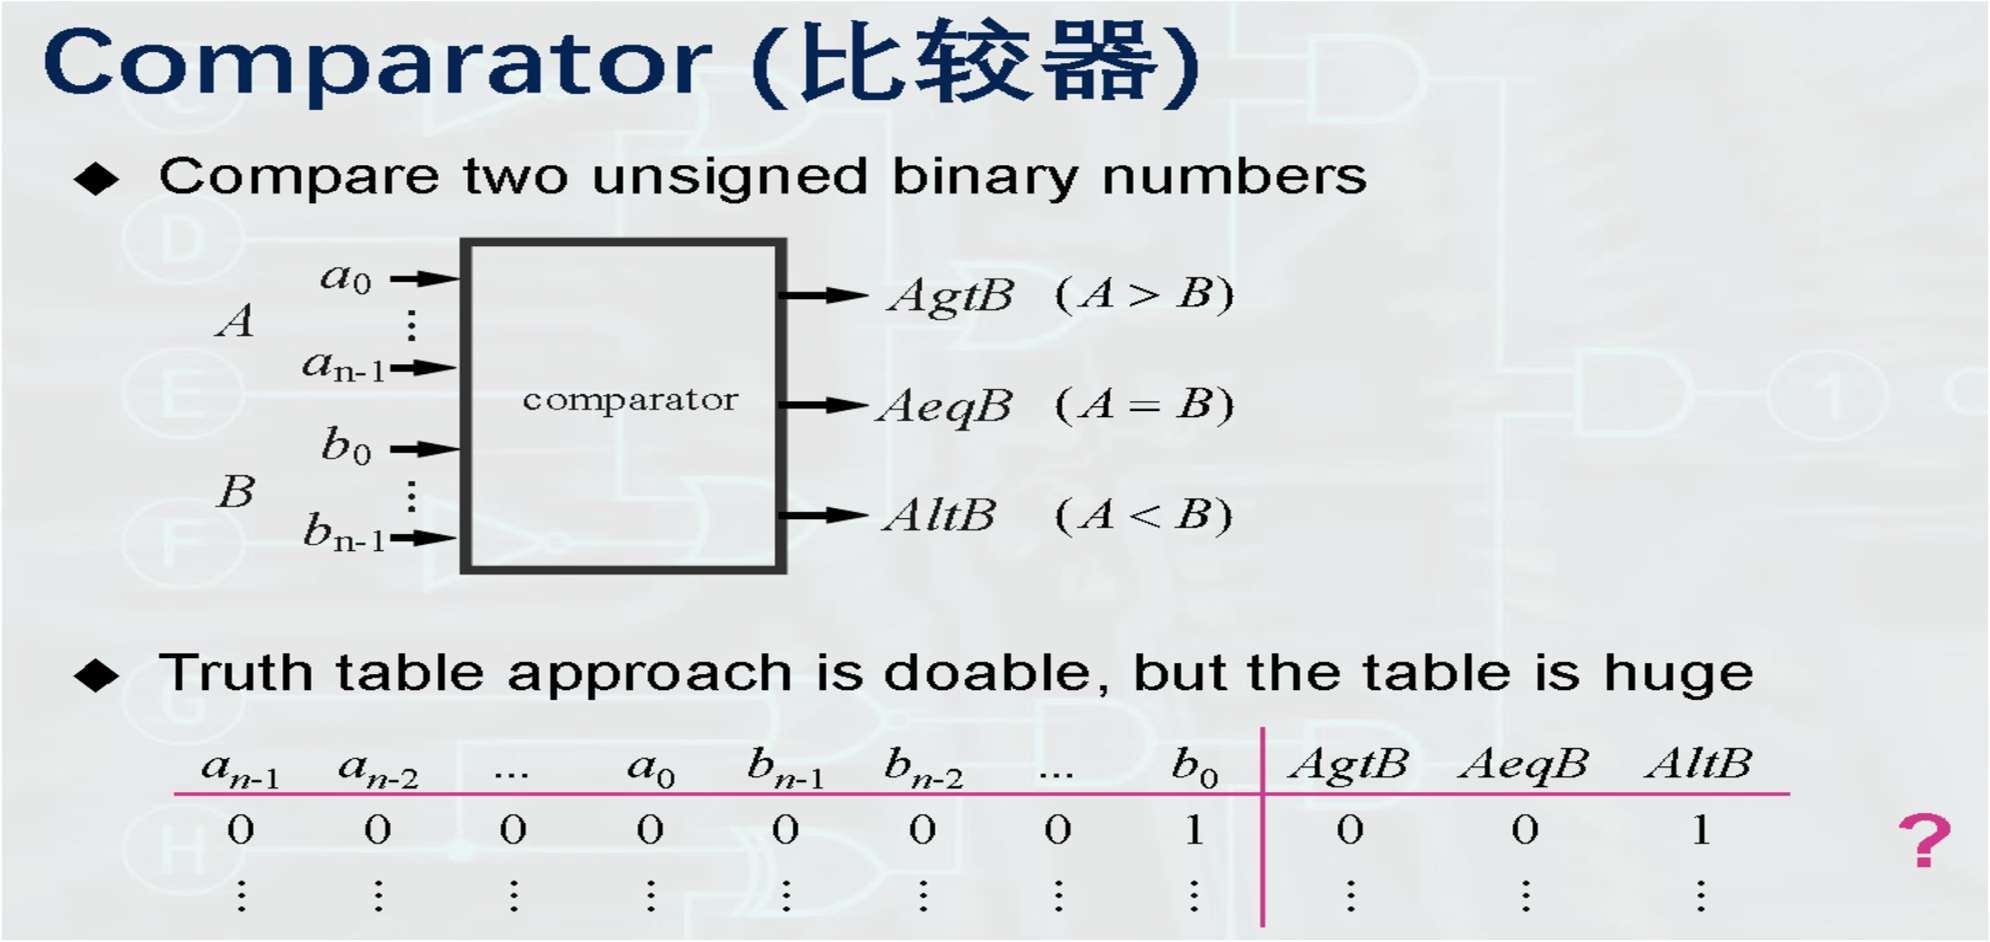 Comparator (比较器)
◆ Compare two unsigned binary numbers
a0
A
⋮
an-1
b0
B
⋮
bn-1
comparator
AgtB (A > B)
AeqB (A = B)
AltB (A < B)
◆ Truth table approach is doable, but the table is huge
an-1 an-2 ... a0 bn-1 bn-2 ... b0 AgtB AeqB AltB
0 0 0 0 0 0 0 1 0 0 1 ?
⋮ ⋮ ⋮ ⋮ ⋮ ⋮ ⋮ ⋮ ⋮ ⋮ ⋮
C
D
E
F
G
H
1